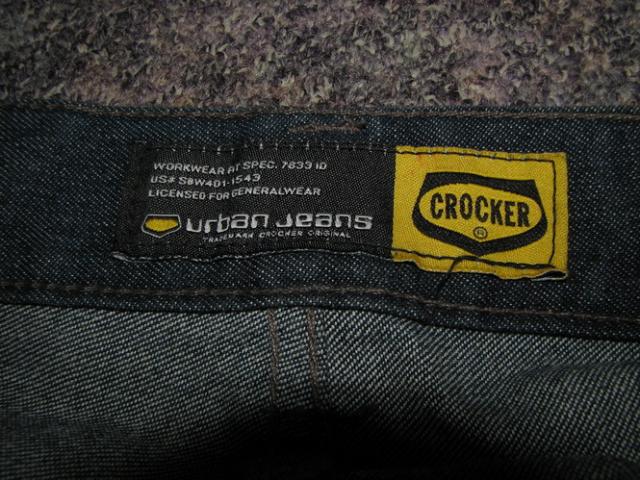 WORKWEAR AT SPEC. 7833 ID
US# SBW401-1543
LICENSED FOR GENERALWEAR
urban jeans
TRADEMARK CROCKER ORIGINAL
CROCKER
®